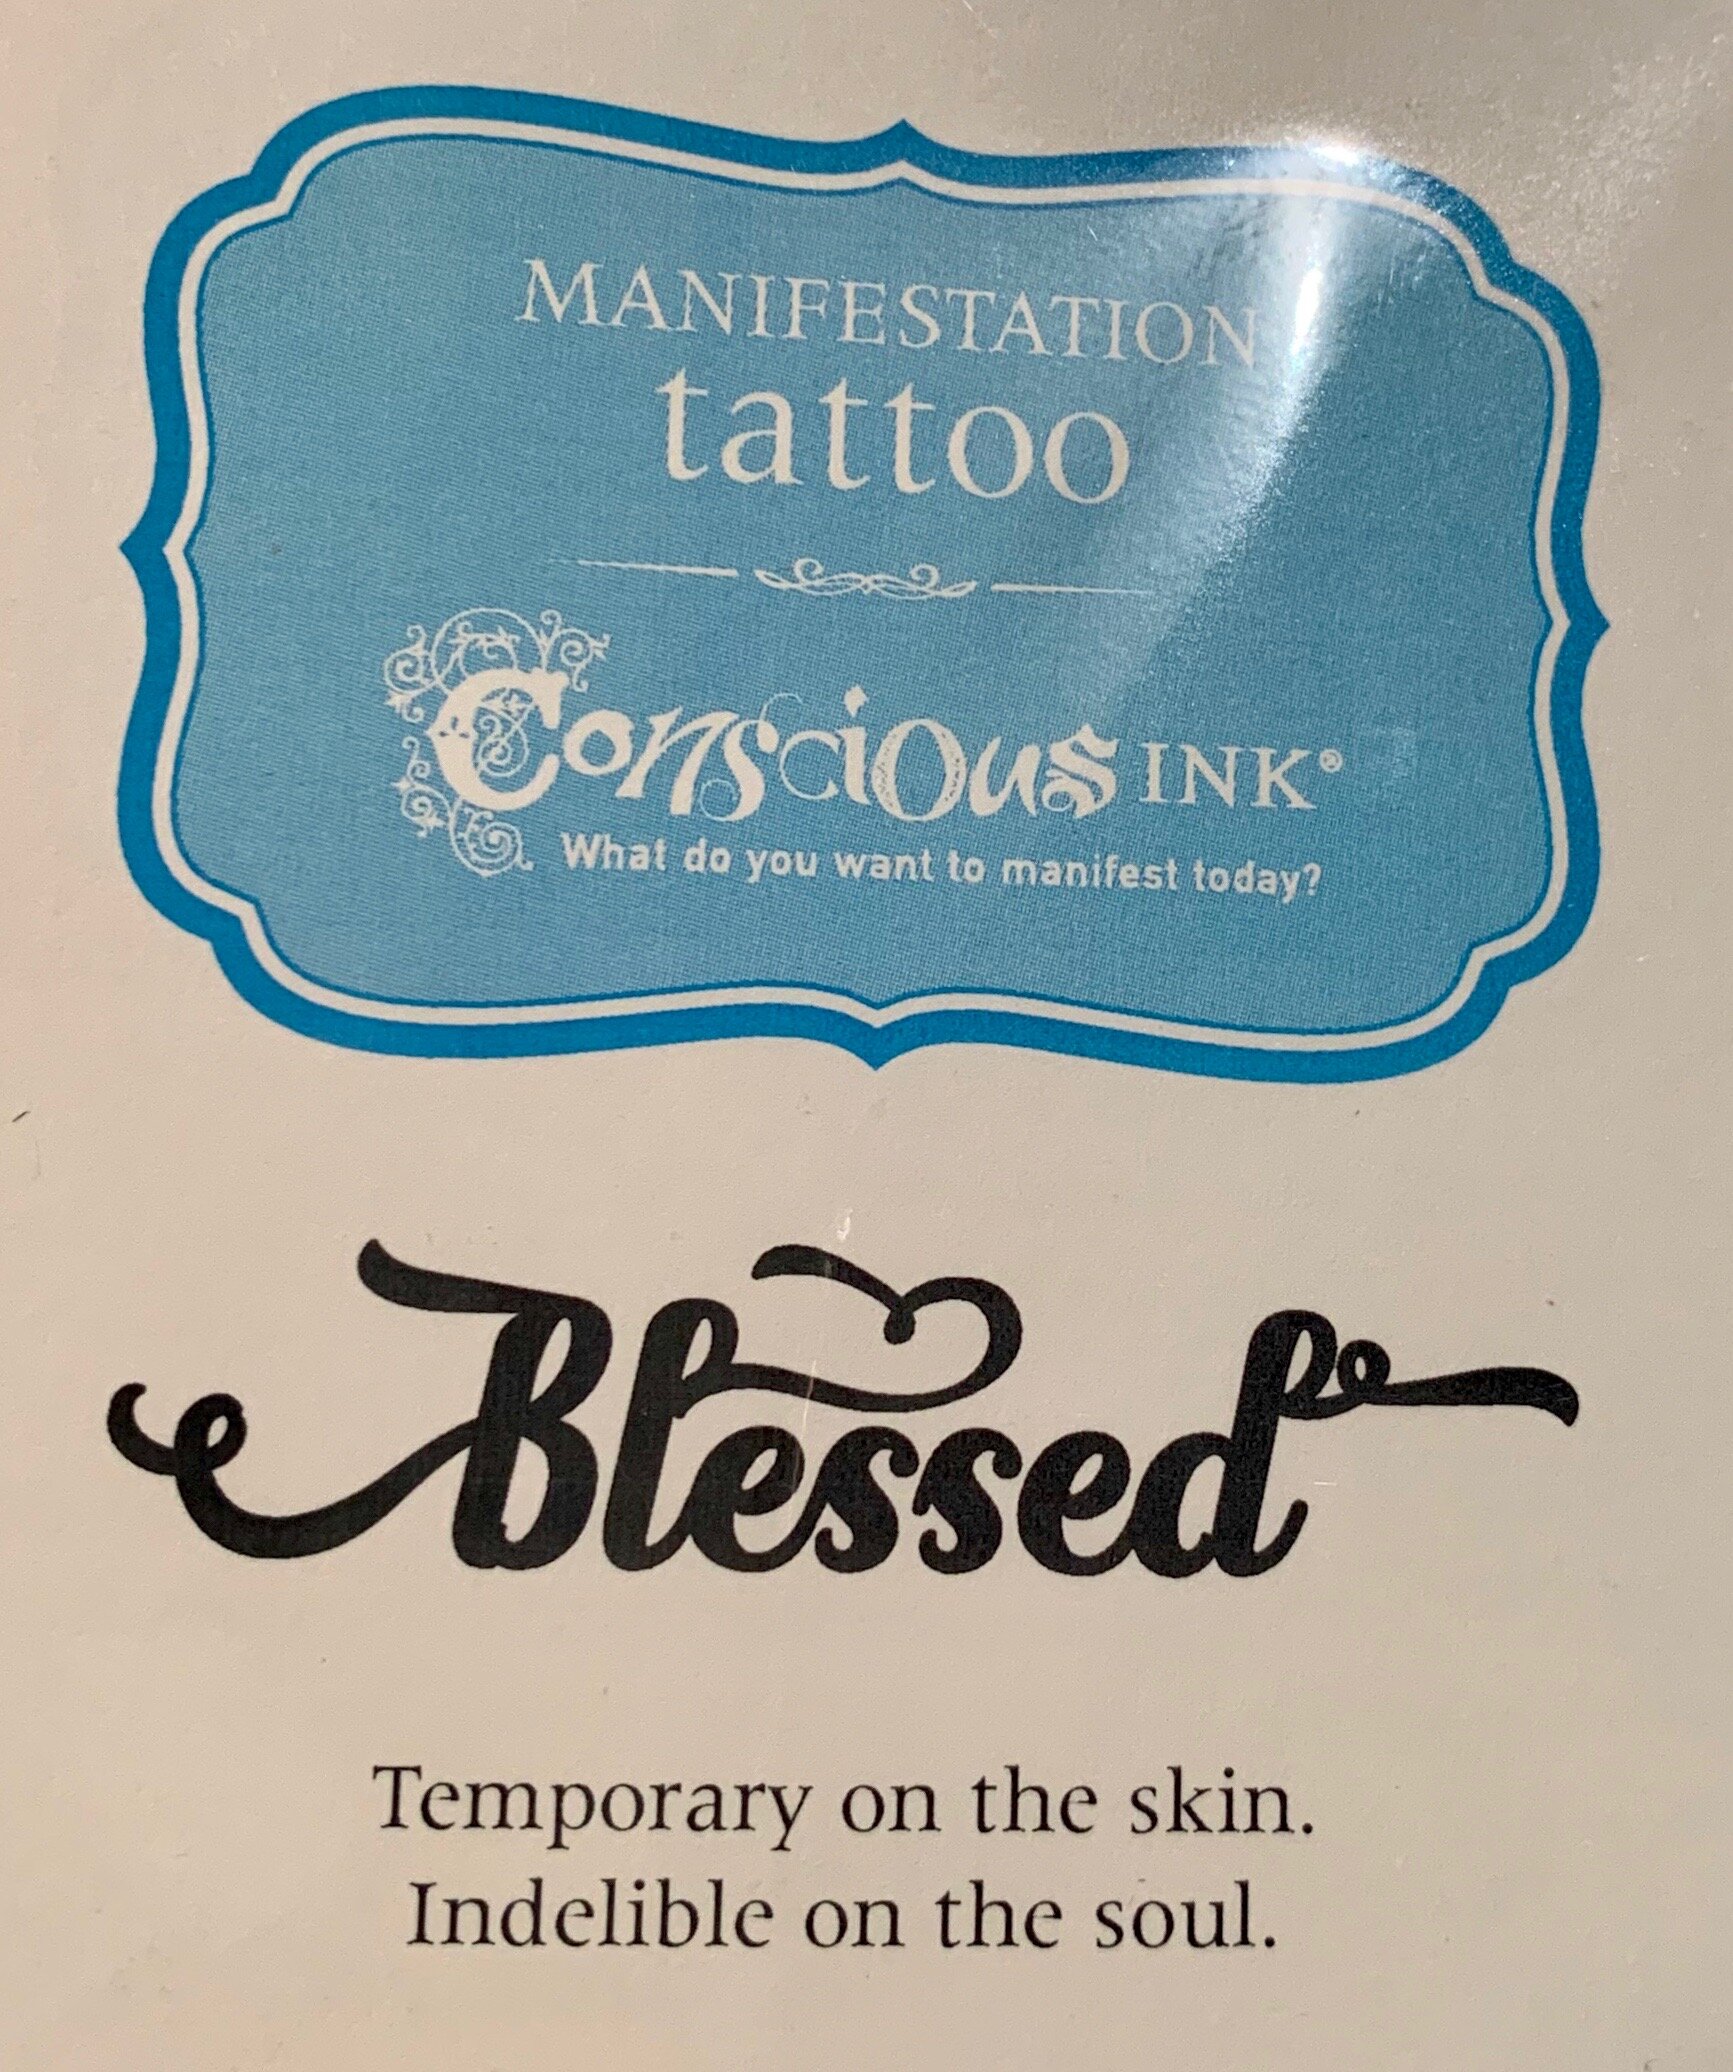 MANIFESTATION
tattoo
Conscious INK®
What do you want to manifest today?
Blessed
Temporary on the skin.
Indelible on the soul.